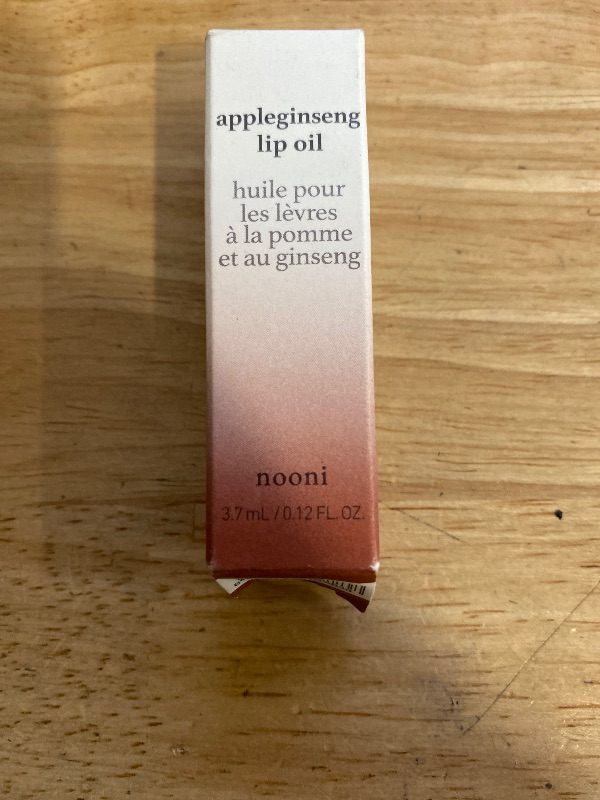 appleginseng
lip oil
huile pour
les lèvres
à la pomme
et au ginseng
nooni
3.7 mL / 0.12 FL. OZ.